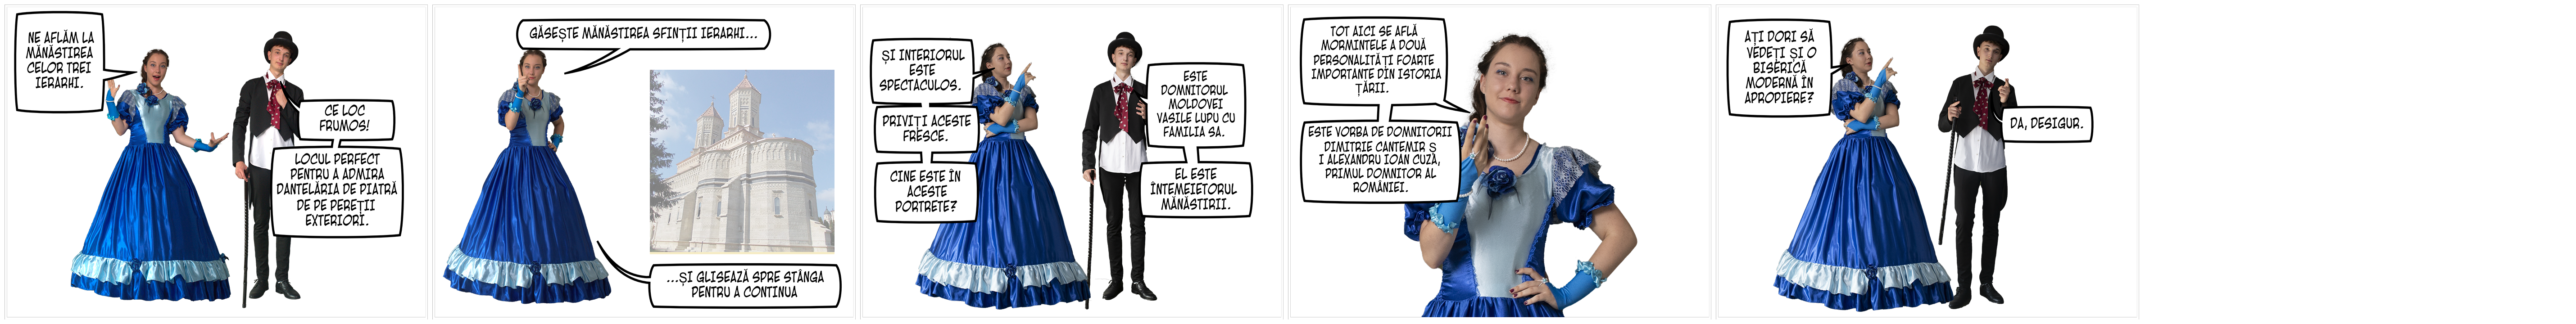 NE AFLĂM LA
MĂNĂSTIREA
CELOR TREI
IERARHI.
CE LOC
FRUMOS!
LOCUL PERFECT
PENTRU A ADMIRA
DANTELĂRIA DE PIATRĂ
DE PE PEREȚII
EXTERIORI.
GĂSEȘTE MĂNĂSTIREA SFINȚII IERARHI...
...ȘI GLISEAZĂ SPRE STÂNGA
PENTRU A CONTINUA
ȘI INTERIORUL
ESTE
SPECTACULOS.
PRIVIȚI ACESTE
FRESCE.
CINE ESTE ÎN
ACESTE
PORTRETE?
ESTE
DOMNITORUL
MOLDOVEI
VASILE LUPU CU
FAMILIA SA.
EL ESTE
ÎNTEMEIETORUL
MĂNĂSTIRII.
TOT AICI SE AFLĂ
MORMINTELE A DOUĂ
PERSONALITĂȚI FOARTE
IMPORTANTE DIN ISTORIA
ȚĂRII.
ESTE VORBA DE DOMNITORII
DIMITRIE CANTEMIR Ș
I ALEXANDRU IOAN CUZA,
PRIMUL DOMNITOR AL
ROMÂNIEI.
AȚI DORI SĂ
VEDEȚI ȘI O
BISERICĂ
MODERNĂ ÎN
APROPIERE?
DA, DESIGUR.